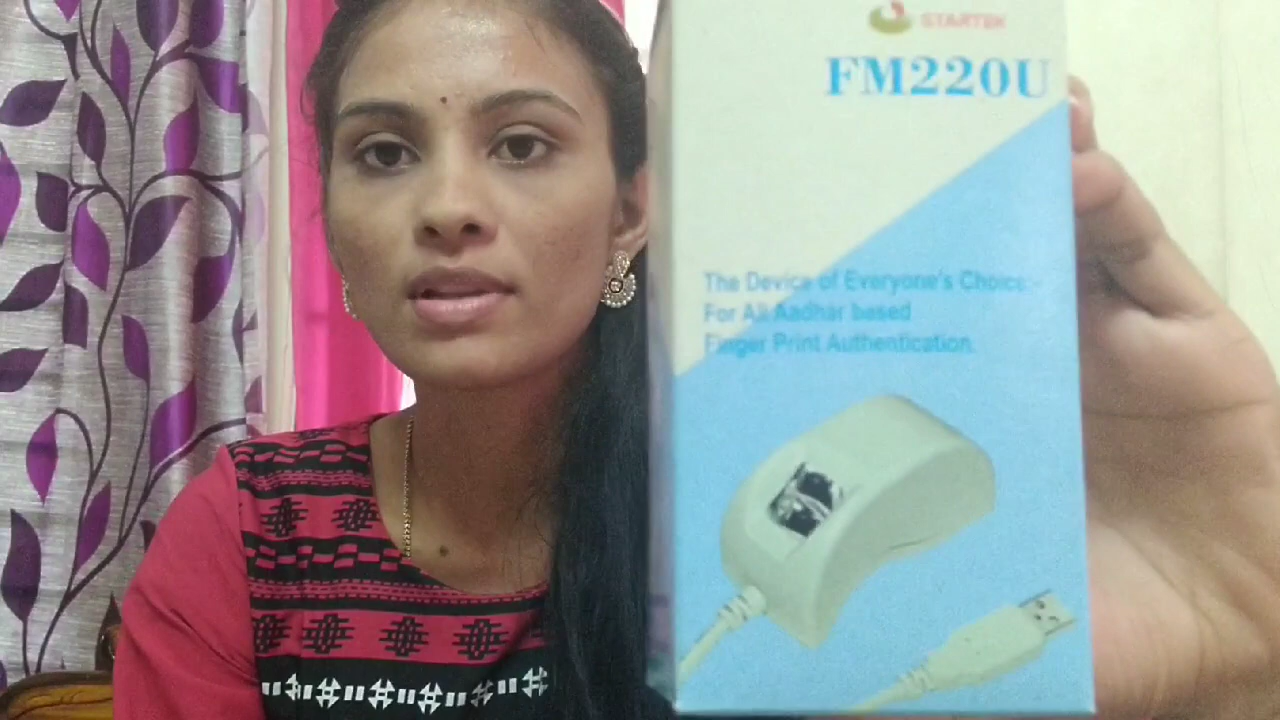 STARTEK
FM220U
The Device of Everyone's Choice
For All Aadhar based
Finger Print Authentication.